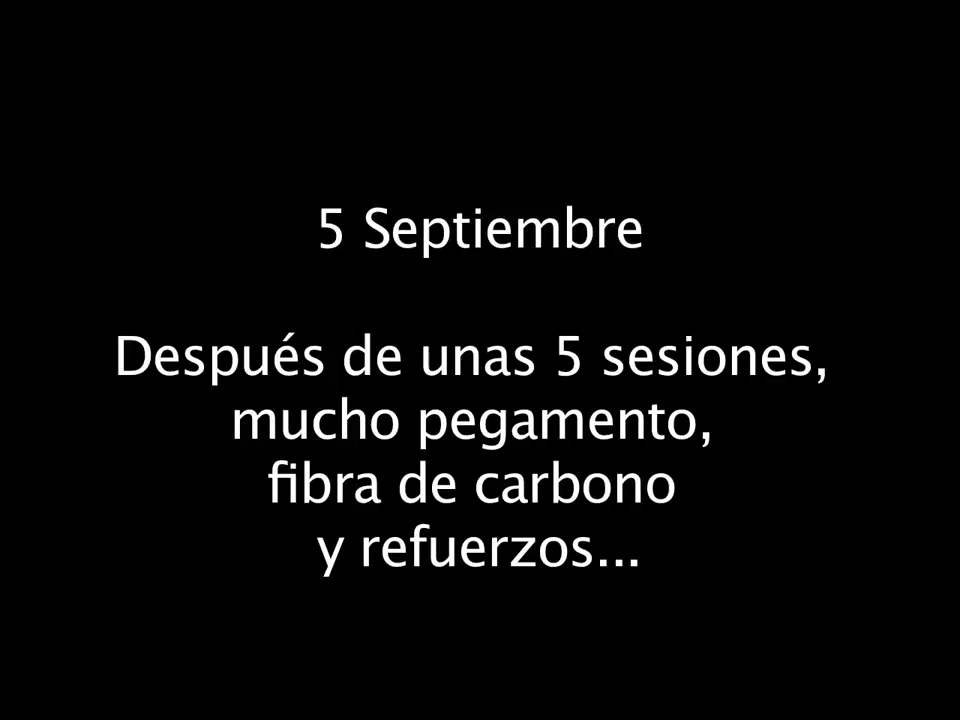 5 Septiembre
Después de unas 5 sesiones,
mucho pegamento,
fibra de carbono
y refuerzos...